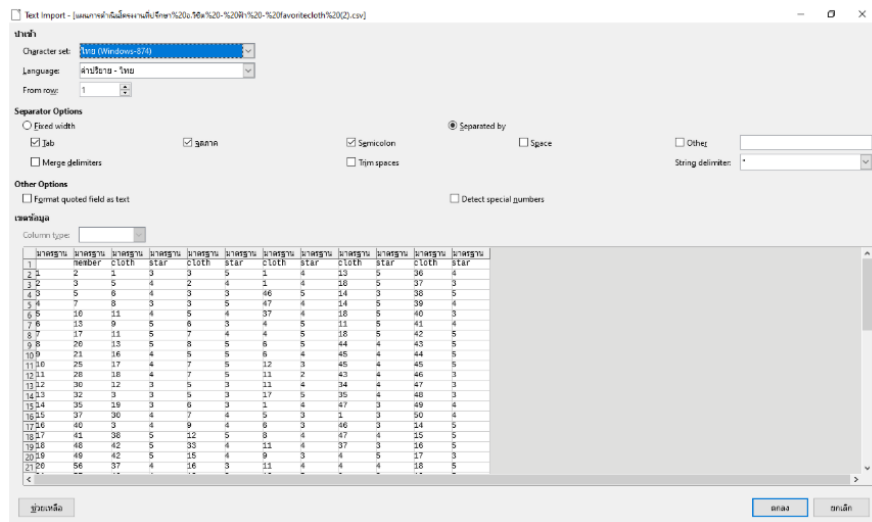 Text Import - [แผนการดำเนินโครงงานที่ปรึกษา%20อ.วิชิต%20-%20ฟ้า%20-%20favoritecloth%20(2).csv]
นำเข้า
Character set: ไทย (Windows-874)
Language: ค่าปริยาย - ไทย
From row: 1
Separator Options
Fixed width Separated by
Tab จุลภาค Semicolon Space Other
Merge delimiters Trim spaces String delimiter: "
Other Options
Format quoted field as text Detect special numbers
เขตข้อมูล
Column type:
มาตรฐาน มาตรฐาน มาตรฐาน มาตรฐาน มาตรฐาน มาตรฐาน มาตรฐาน มาตรฐาน มาตรฐาน มาตรฐาน มาตรฐาน มาตรฐาน
1 member cloth star cloth star cloth star cloth star cloth star
2 1 2 1 3 3 5 1 4 13 5 36 4
3 2 3 5 4 2 4 1 4 18 5 37 3
4 3 5 6 4 3 3 46 5 14 3 38 5
5 4 7 8 3 3 5 47 4 14 5 39 4
6 5 10 11 4 5 4 37 4 18 5 40 3
7 6 13 9 5 6 3 4 5 11 5 41 4
8 7 17 11 5 7 4 4 5 18 5 42 5
9 8 20 13 5 8 5 6 5 44 4 43 5
10 9 21 16 4 5 5 6 4 45 4 44 5
11 10 25 17 4 7 5 12 3 45 4 45 5
12 11 28 18 4 7 5 11 2 43 4 46 3
13 12 30 12 3 5 3 11 4 34 4 47 3
14 13 32 3 3 5 3 17 5 35 4 48 3
15 14 35 19 3 6 3 1 4 47 3 49 4
16 15 37 30 4 7 4 5 3 1 3 50 4
17 16 40 3 4 9 4 6 3 46 3 14 5
18 17 41 38 5 12 5 8 4 47 4 15 5
19 18 48 42 5 33 4 11 4 37 3 16 5
20 19 49 42 5 15 4 9 3 4 5 17 3
21 20 56 37 4 16 3 11 4 4 4 18 5
ช่วยเหลือ ตกลง ยกเลิก